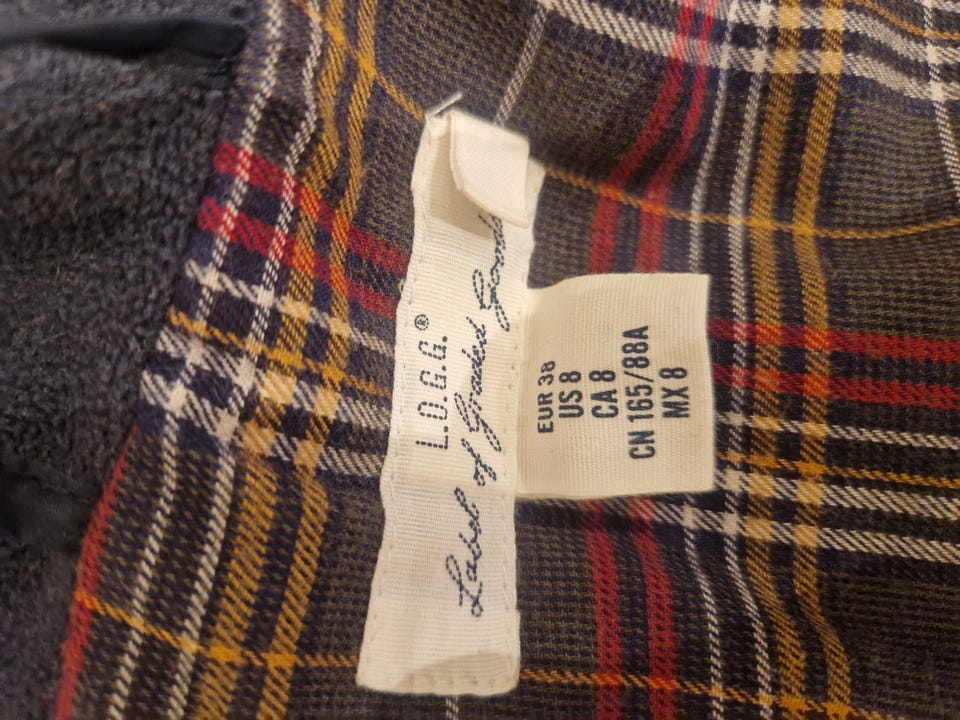 L.O.G.G.®
Label of Graded Goods
EUR 38
US 8
CA 8
CN 165/88A
MX 8